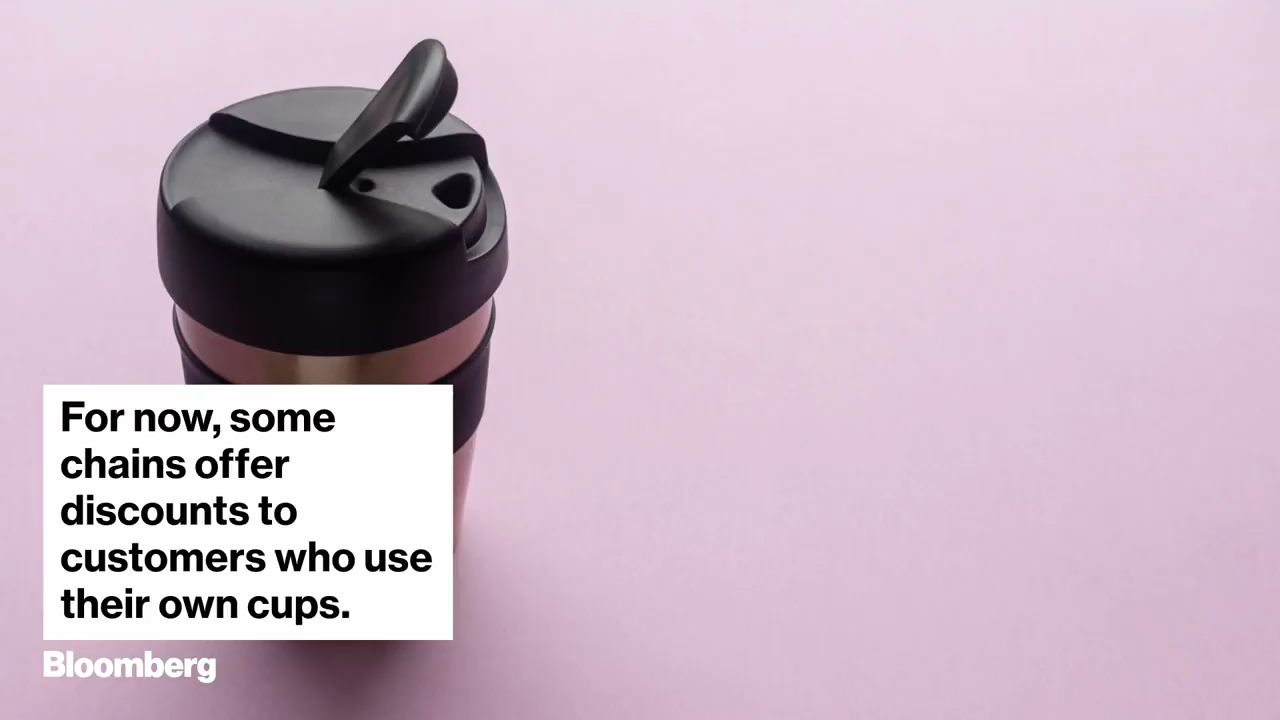 For now, some
chains offer
discounts to
customers who use
their own cups.
Bloomberg